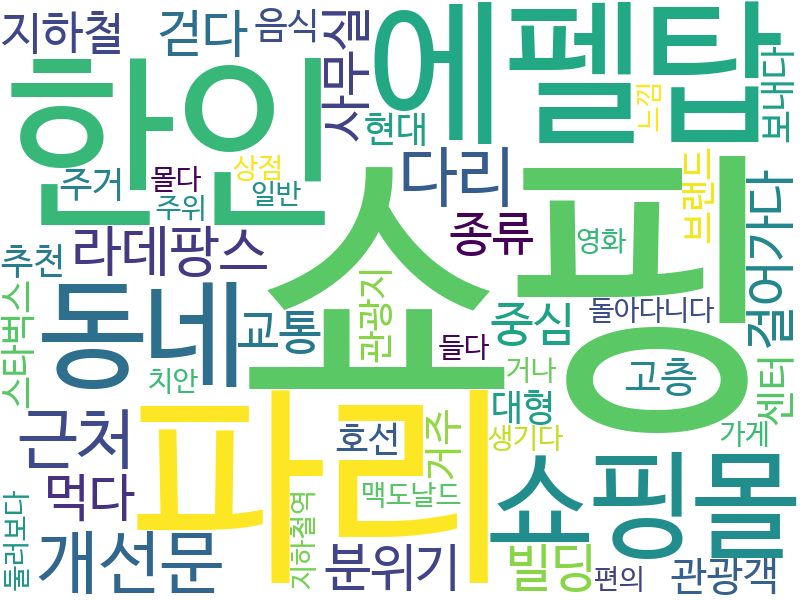 지하철
걷다
음식
사무실
에펠탑
보내다
느낌
한인
현대
주거
몰다
상점
일반
주위
다리
브랜드
걸어가다
종류
영화
쇼핑
추천
라데팡스
스타벅스
동네
교통
관광지
중심
돌아다니다
들다
치안
거나
고층
센터
대형
가게
근처
파리
호선
거주
생기다
쇼핑몰
먹다
맥도날드
둘러보다
개선문
지하철역
분위기
빌딩
편의
관광객